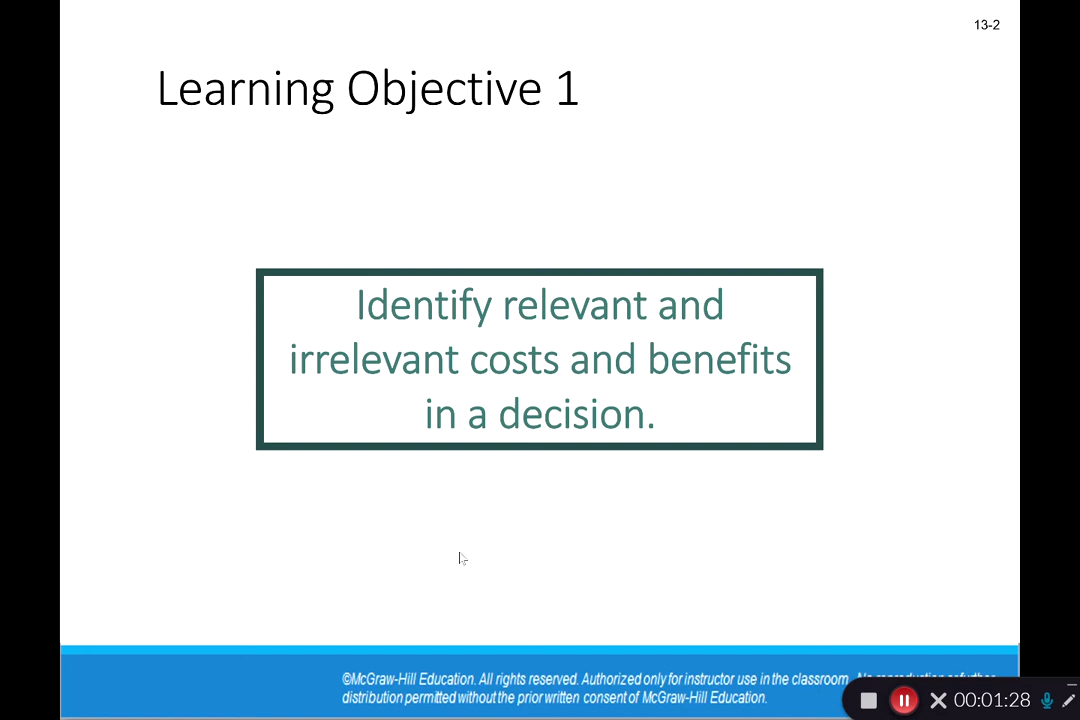 13-2
Learning Objective 1
Identify relevant and
irrelevant costs and benefits
in a decision.
©McGraw-Hill Education. All rights reserved. Authorized only for instructor use in the classroom.
distribution permitted without the prior written consent of McGraw-Hill Education.
00:01:28